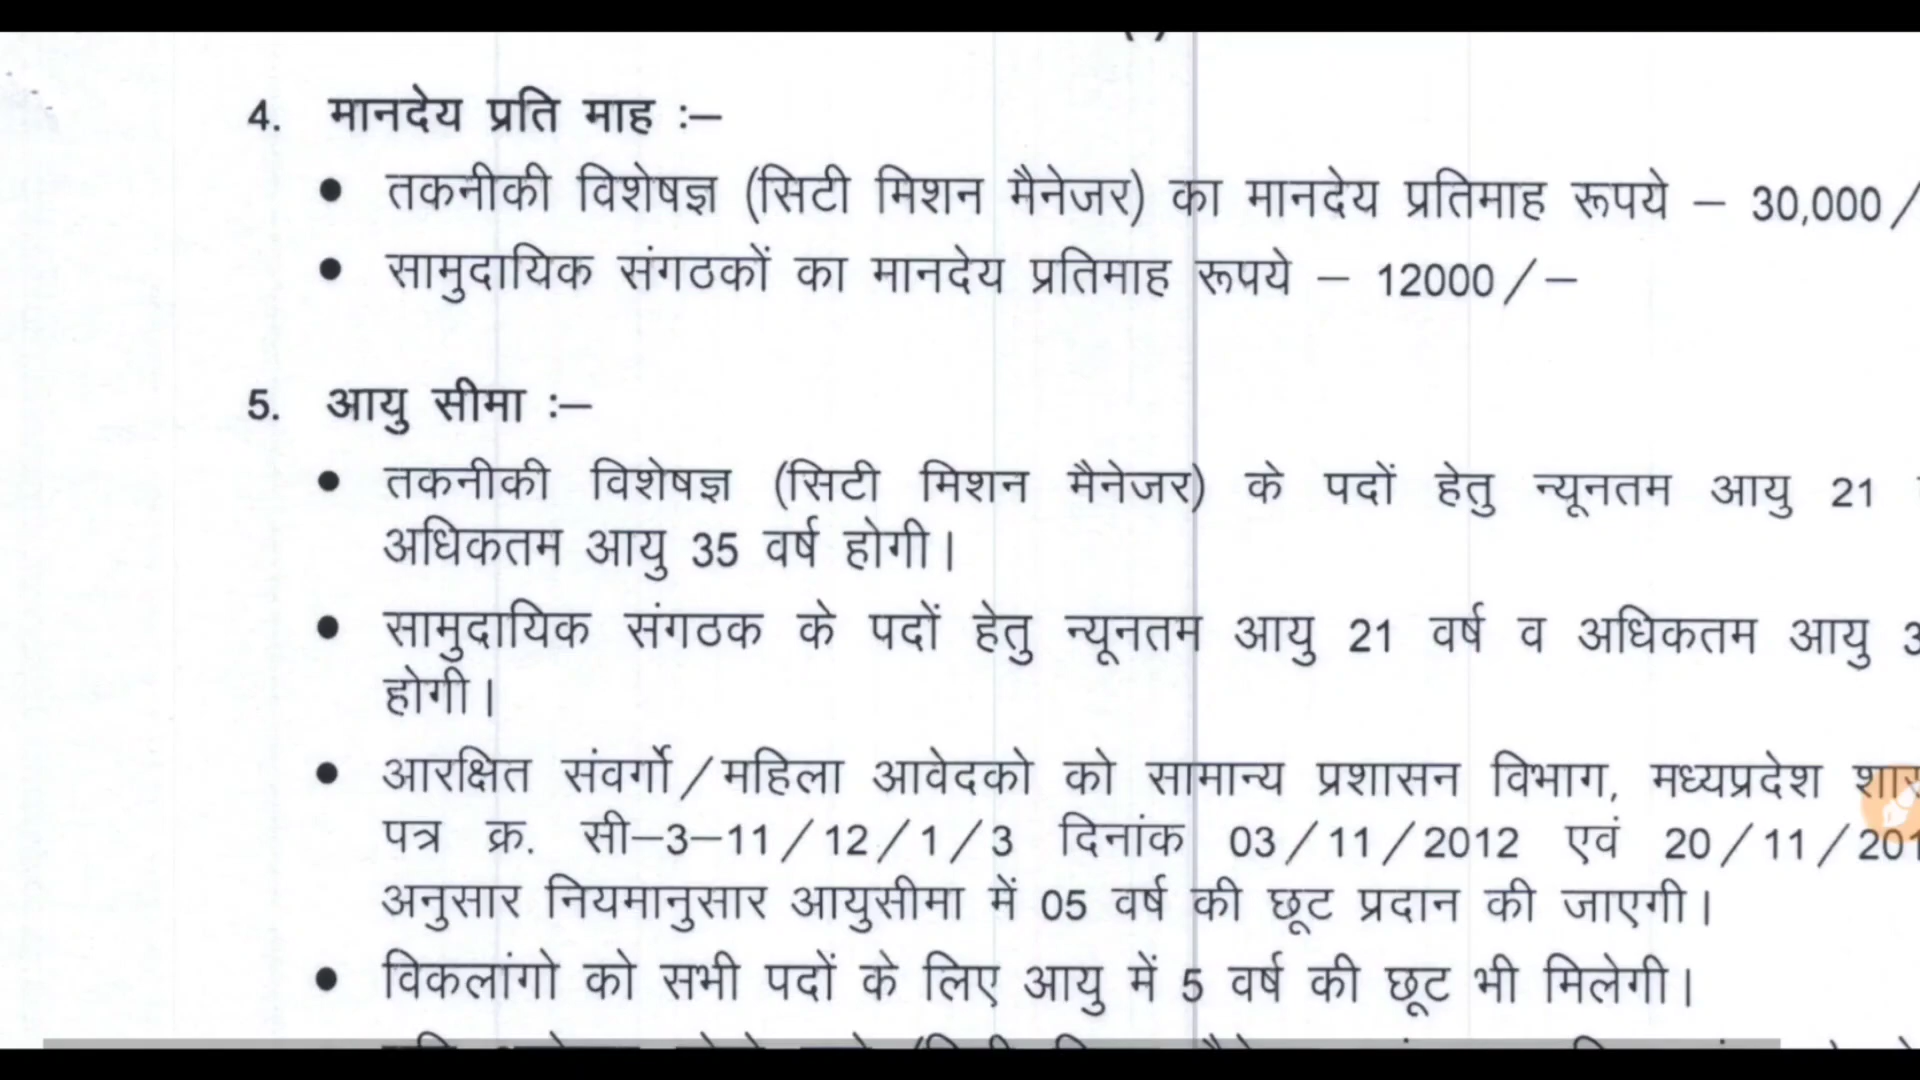 4. मानदेय प्रति माह :–
• तकनीकी विशेषज्ञ (सिटी मिशन मैनेजर) का मानदेय प्रतिमाह रूपये – 30,000/
• सामुदायिक संगठकों का मानदेय प्रतिमाह रूपये – 12000/–
5. आयु सीमा :–
• तकनीकी विशेषज्ञ (सिटी मिशन मैनेजर) के पदों हेतु न्यूनतम आयु 21
अधिकतम आयु 35 वर्ष होगी।
• सामुदायिक संगठक के पदों हेतु न्यूनतम आयु 21 वर्ष व अधिकतम आयु
होगी।
• आरक्षित संवर्गो/महिला आवेदको को सामान्य प्रशासन विभाग, मध्यप्रदेश
पत्र क्र. सी–3–11/12/1/3 दिनांक 03/11/2012 एवं 20/11/201
अनुसार नियमानुसार आयुसीमा में 05 वर्ष की छूट प्रदान की जाएगी।
• विकलांगो को सभी पदों के लिए आयु में 5 वर्ष की छूट भी मिलेगी।